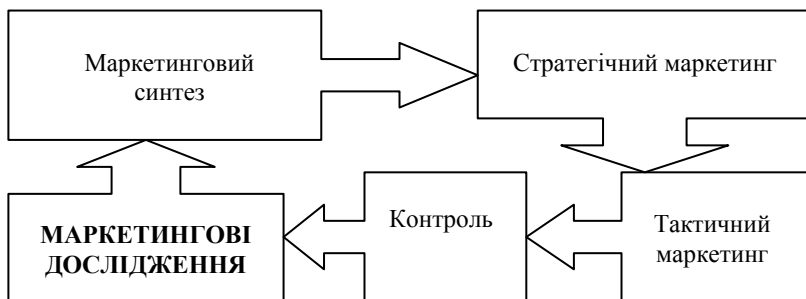 Маркетинговий
синтез
Стратегічний маркетинг
МАРКЕТИНГОВІ
ДОСЛІДЖЕННЯ
Контроль
Тактичний
маркетинг